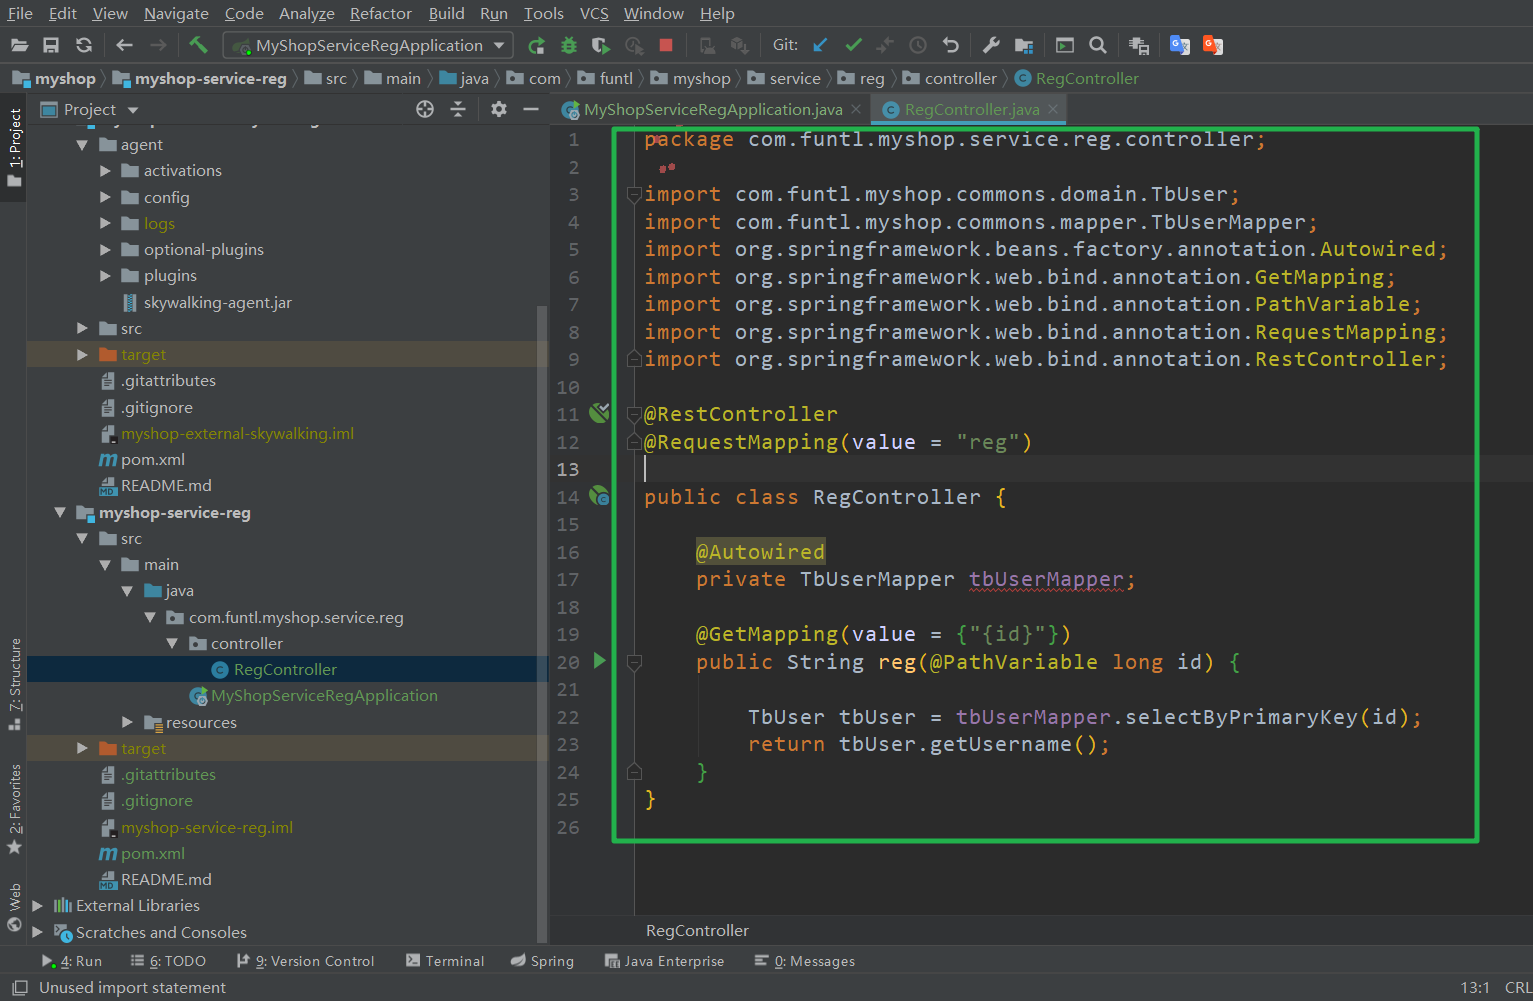 File Edit View Navigate Code Analyze Refactor Build Run Tools VCS Window Help
MyShopServiceRegApplication Git:
myshop myshop-service-reg src main java com funtl myshop service reg controller RegController
1: Project
7: Structure
2: Favorites
Web
Project
agent
activations
config
logs
optional-plugins
plugins
skywalking-agent.jar
src
target
.gitattributes
.gitignore
myshop-external-skywalking.iml
pom.xml
README.md
myshop-service-reg
src
main
java
com.funtl.myshop.service.reg
controller
RegController
MyShopServiceRegApplication
resources
target
.gitattributes
.gitignore
myshop-service-reg.iml
pom.xml
README.md
External Libraries
Scratches and Consoles
MyShopServiceRegApplication.java RegController.java
1 package com.funtl.myshop.service.reg.controller;
2
3 import com.funtl.myshop.commons.domain.TbUser;
4 import com.funtl.myshop.commons.mapper.TbUserMapper;
5 import org.springframework.beans.factory.annotation.Autowired;
6 import org.springframework.web.bind.annotation.GetMapping;
7 import org.springframework.web.bind.annotation.PathVariable;
8 import org.springframework.web.bind.annotation.RequestMapping;
9 import org.springframework.web.bind.annotation.RestController;
10
11 @RestController
12 @RequestMapping(value = "reg")
13
14 public class RegController {
15
16 @Autowired
17 private TbUserMapper tbUserMapper;
18
19 @GetMapping(value = {"{id}"})
20 public String reg(@PathVariable long id) {
21
22 TbUser tbUser = tbUserMapper.selectByPrimaryKey(id);
23 return tbUser.getUsername();
24 }
25 }
26
RegController
4: Run 6: TODO 9: Version Control Terminal Spring Java Enterprise 0: Messages
Unused import statement 13:1 CRL